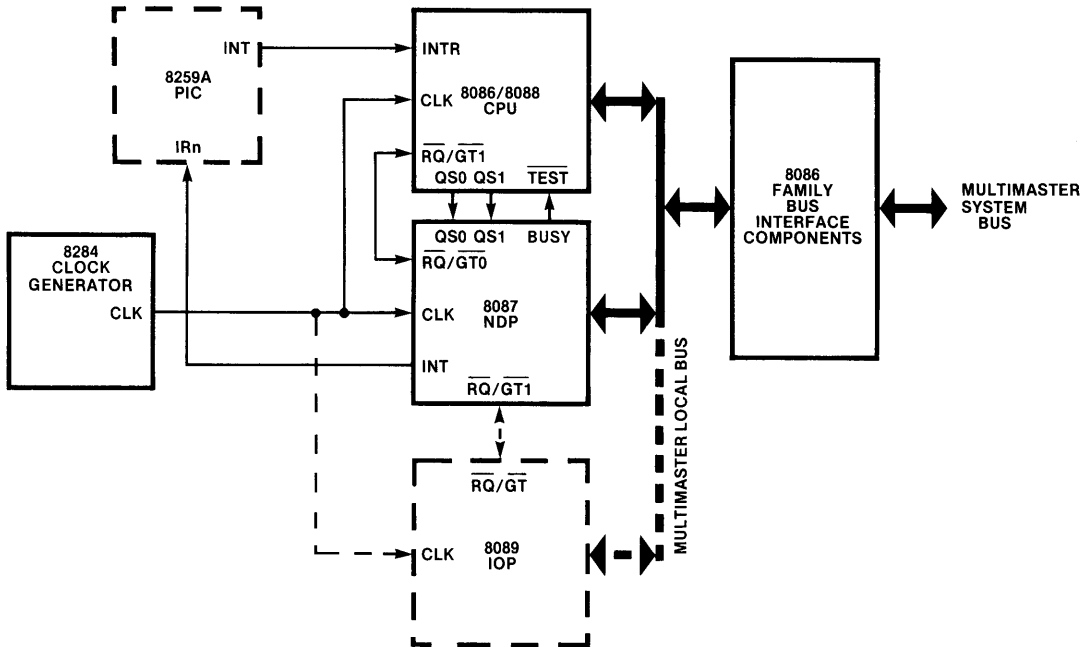 INT
8259A
PIC
IRn
INTR
8086/8088
CPU
CLK
RQ/GT1
QS0 QS1 TEST
QS0 QS1 BUSY
RQ/GT0
8087
NDP
CLK
INT
RQ/GT1
8284
CLOCK
GENERATOR
CLK
RQ/GT
8089
IOP
CLK
MULTIMASTER LOCAL BUS
8086
FAMILY
BUS
INTERFACE
COMPONENTS
MULTIMASTER
SYSTEM
BUS